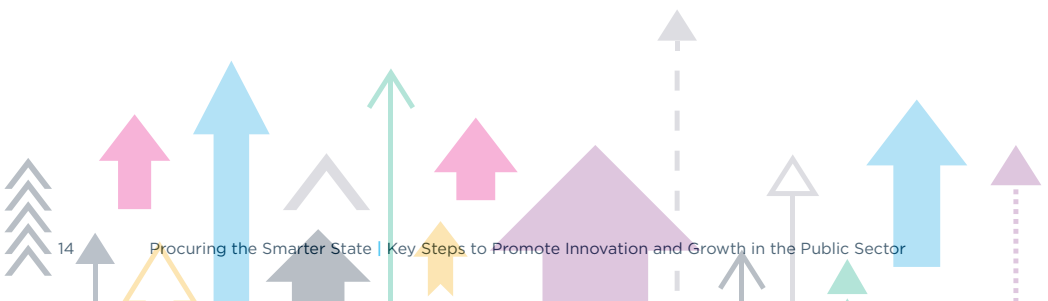 14 Procuring the Smarter State | Key Steps to Promote Innovation and Growth in the Public Sector